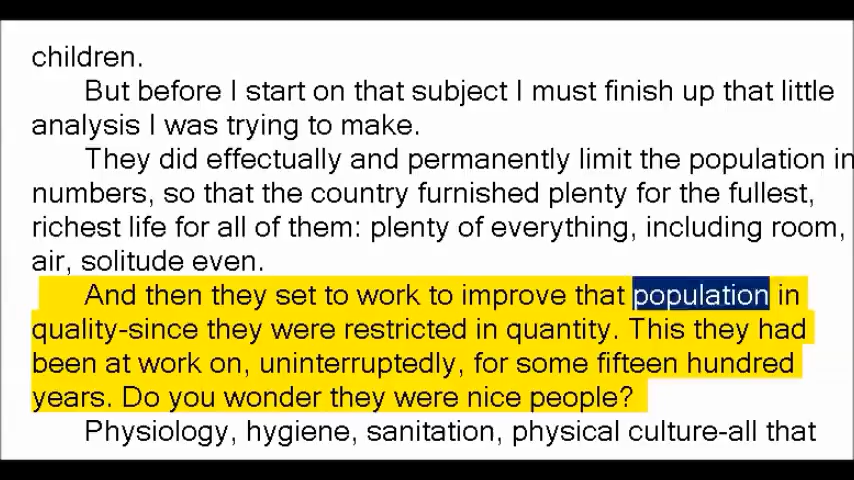 children.
But before I start on that subject I must finish up that little
analysis I was trying to make.
They did effectually and permanently limit the population in
numbers, so that the country furnished plenty for the fullest,
richest life for all of them: plenty of everything, including room,
air, solitude even.
And then they set to work to improve that population in
quality-since they were restricted in quantity. This they had
been at work on, uninterruptedly, for some fifteen hundred
years. Do you wonder they were nice people?
Physiology, hygiene, sanitation, physical culture-all that